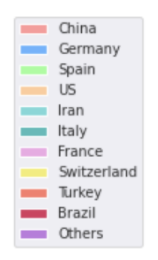 China
Germany
Spain
US
Iran
Italy
France
Switzerland
Turkey
Brazil
Others